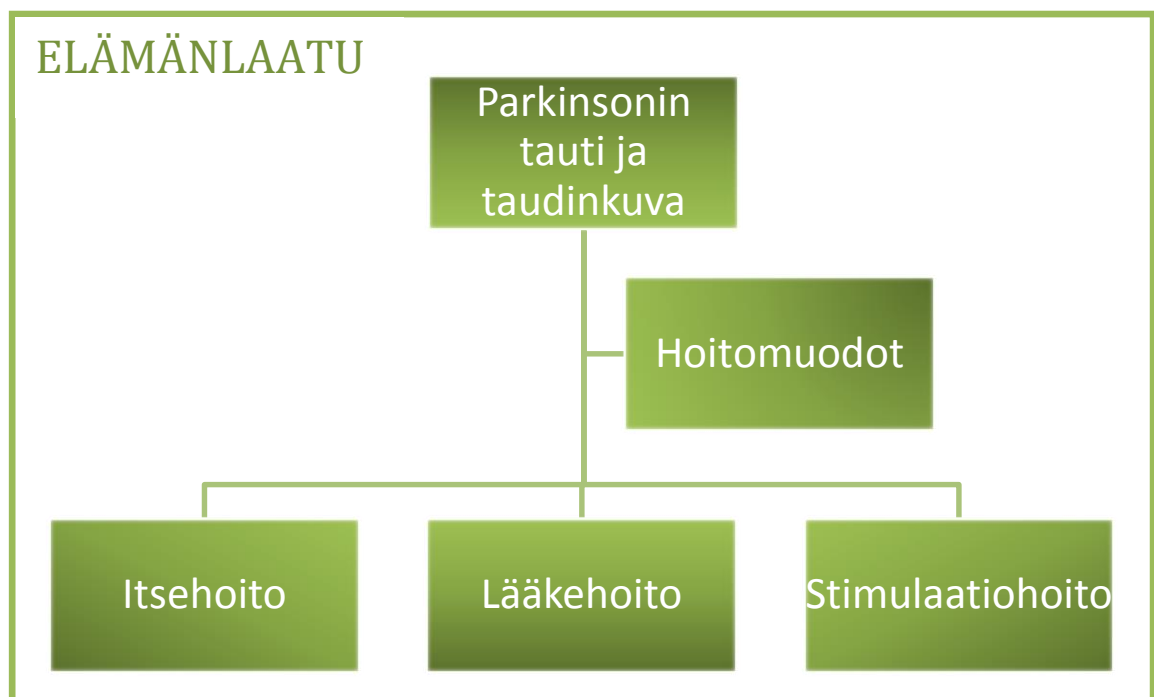 ELÄMÄNLAATU
Parkinsonin
tauti ja
taudinkuva
Hoitomuodot
Itsehoito
Lääkehoito
Stimulaatiohoito